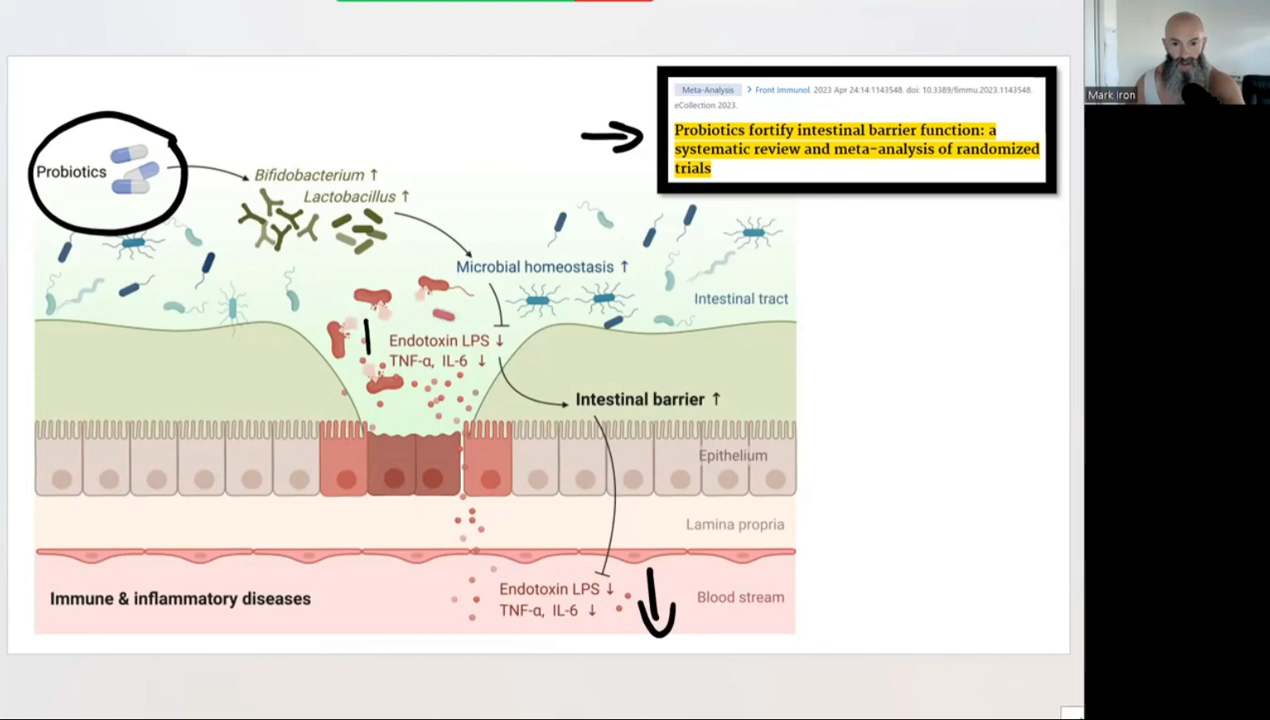 Mark Iron
Meta-Analysis > Front Immunol. 2023 Apr 24:14:1143548. doi: 10.3389/fimmu.2023.1143548.
eCollection 2023.
Probiotics fortify intestinal barrier function: a
systematic review and meta-analysis of randomized
trials
Probiotics
Bifidobacterium ↑
Lactobacillus ↑
Microbial homeostasis ↑
Intestinal tract
Endotoxin LPS ↓
TNF-α, IL-6 ↓
Intestinal barrier ↑
Epithelium
Lamina propria
Endotoxin LPS ↓
TNF-α, IL-6 ↓
Immune & inflammatory diseases
Blood stream